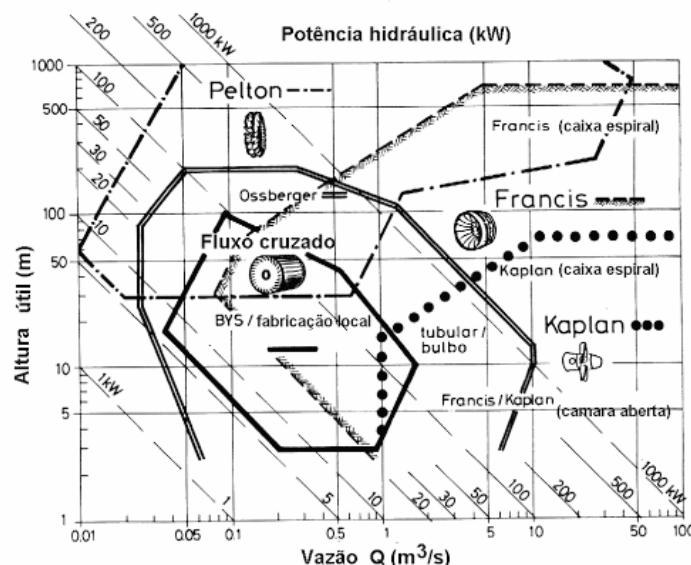 Potência hidráulica (kW)
200
500
1000 kW
1000
500
100
50
10
5
1
Altura útil (m)
100
50
30
20
10
1kW
Pelton
Francis (caixa espiral)
Ossberger
Francis
Fluxo cruzado
Kaplan (caixa espiral)
BYS / fabricação local
tubular/
bulbo
Kaplan
Francis/Kaplan (camara aberta)
1
5
10
20
30
50
100
200
500
1000 kW
0.01
0.05
0.1
0.5
1
5
10
50
100
Vazão Q (m³/s)